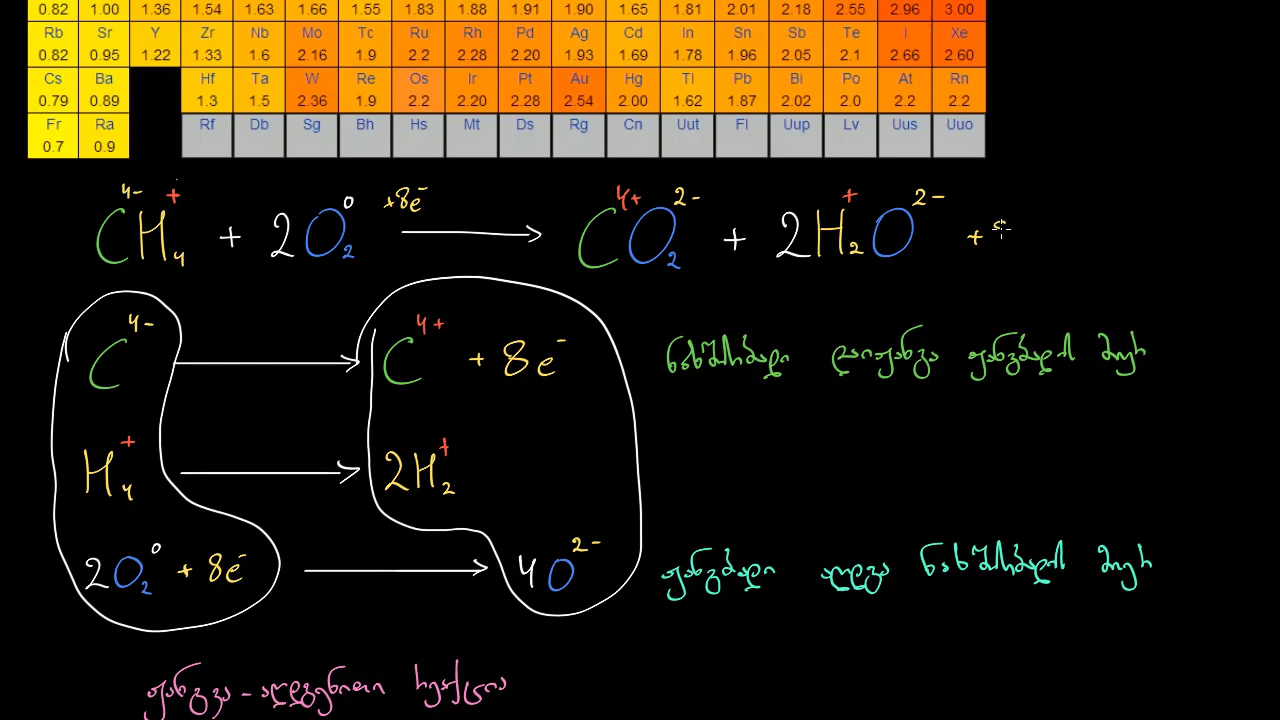 0.82 1.00 1.36 1.54 1.63 1.66 1.55 1.83 1.88 1.91 1.90 1.65 1.81 2.01 2.18 2.55 2.96 3.00
Rb Sr Y Zr Nb Mo Tc Ru Rh Pd Ag Cd In Sn Sb Te I Xe
0.82 0.95 1.22 1.33 1.6 2.16 1.9 2.2 2.28 2.20 1.93 1.69 1.78 1.96 2.05 2.1 2.66 2.60
Cs Ba Hf Ta W Re Os Ir Pt Au Hg Tl Pb Bi Po At Rn
0.79 0.89 1.3 1.5 2.36 1.9 2.2 2.20 2.28 2.54 2.00 1.62 1.87 2.02 2.0 2.2 2.2
Fr Ra Rf Db Sg Bh Hs Mt Ds Rg Cn Uut Fl Uup Lv Uus Uuo
0.7 0.9
C⁴⁻H₄⁺ + 2O₂⁰ +8e⁻ → C⁴⁺O₂²⁻ + 2H₂⁺O²⁻ +
C⁴⁻ → C⁴⁺ + 8e⁻ ნახშირბადი დაიჟანგა ჟანგბადის მიერ
H₄⁺ → 2H₂⁺
2O₂⁰ + 8e⁻ → 4O²⁻ ჟანგბადი აღდგა ნახშირბადის მიერ
ჟანგვა-აღდგენითი რეაქცია